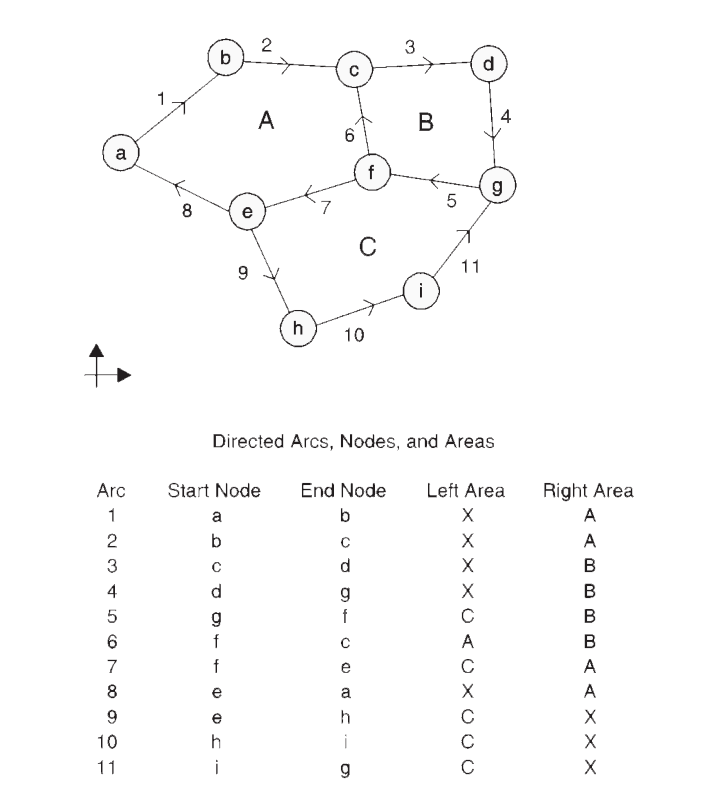 b 2 c 3 d
1 A 6 B 4
a f g
8 e 7 5
C
9 11
i
h 10
Directed Arcs, Nodes, and Areas
Arc Start Node End Node Left Area Right Area
1 a b X A
2 b c X A
3 c d X B
4 d g X B
5 g f C B
6 f c A B
7 f e C A
8 e a X A
9 e h C X
10 h i C X
11 i g C X